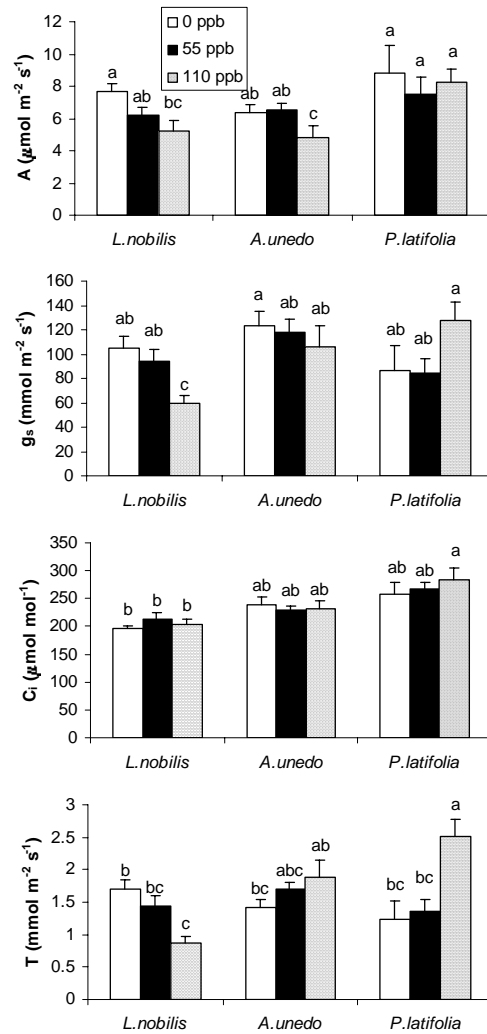 0 ppb
55 ppb
110 ppb
A (μmol m⁻² s⁻¹)
12
10
8
6
4
2
0
a ab bc ab ab c a a a
L.nobilis A.unedo P.latifolia
gs (mmol m⁻² s⁻¹)
160
140
120
100
80
60
40
20
0
ab ab c a ab ab ab ab a
L.nobilis A.unedo P.latifolia
Ci (μmol mol⁻¹)
350
300
250
200
150
100
50
0
b b b ab ab ab ab ab a
L.nobilis A.unedo P.latifolia
T (mmol m⁻² s⁻¹)
3
2.5
2
1.5
1
0.5
0
b bc c bc abc ab bc bc a
L.nobilis A.unedo P.latifolia